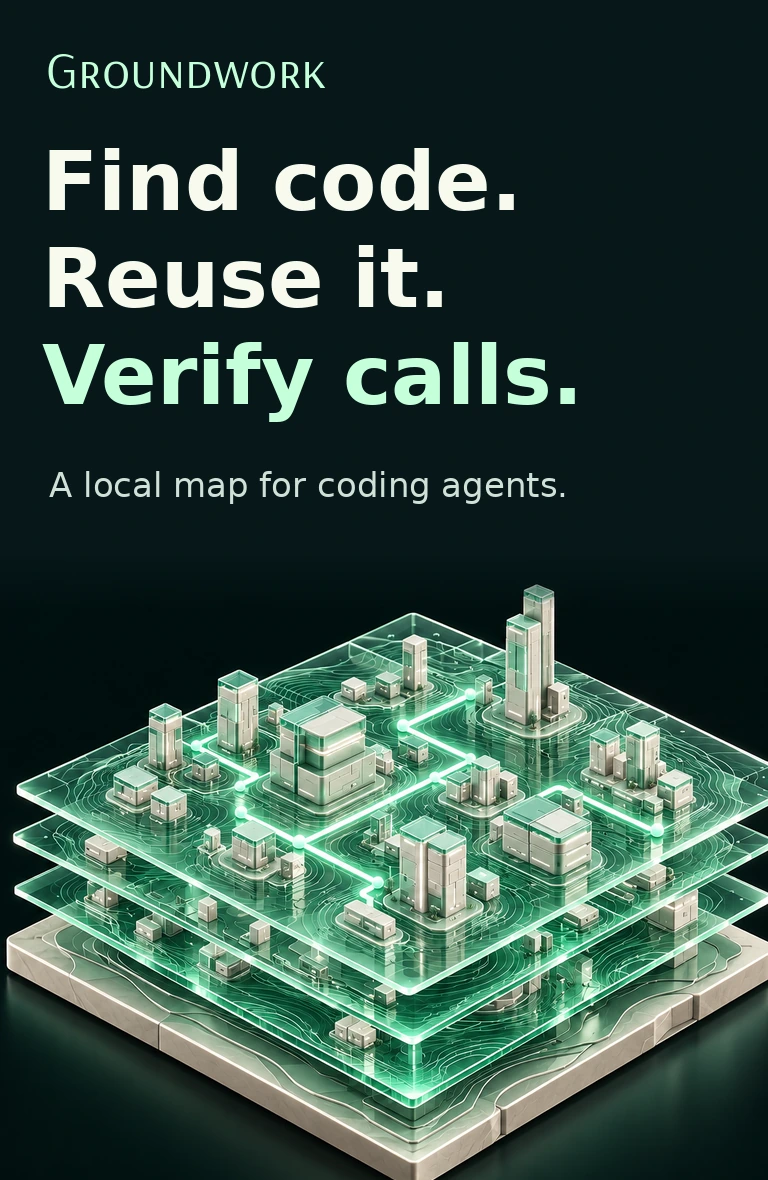 Groundwork
Find code.
Reuse it.
Verify calls.
A local map for coding agents.